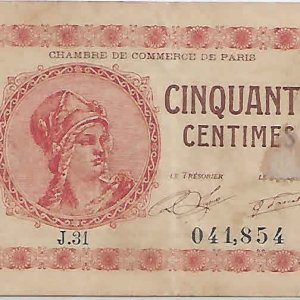 CHAMBRE DE COMMERCE DE PARIS
CINQUANT
CENTIMES
LE TRÉSORIER
J.31
041,854